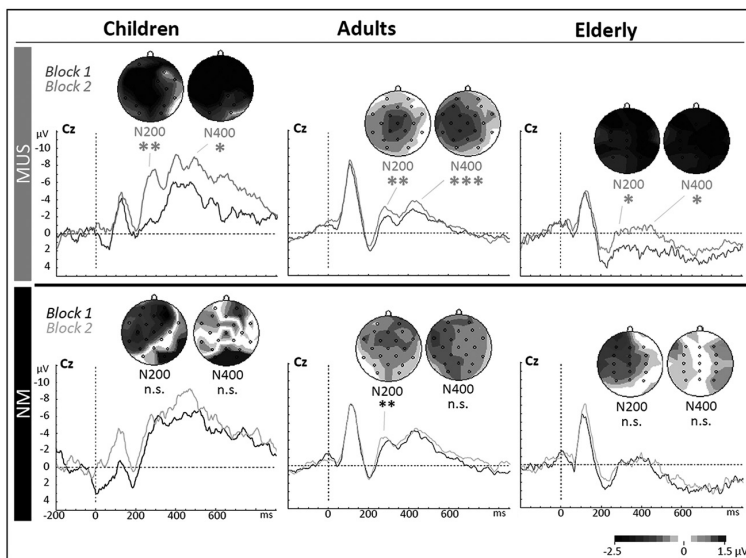 Children Adults Elderly
MUS
Block 1
Block 2
Cz
µV
-10
-8
-6
-4
-2
0
2
4
N200
**
N400
*
Cz
N200
**
N400
***
Cz
N200
*
N400
*
NM
Block 1
Block 2
Cz
µV
-10
-8
-6
-4
-2
0
2
4
N200
n.s.
N400
n.s.
-200 0 200 400 600 ms
Cz
N200
**
N400
n.s.
0 200 400 600 ms
Cz
N200
n.s.
N400
n.s.
0 200 400 600 ms
-2.5 0 1.5 µV